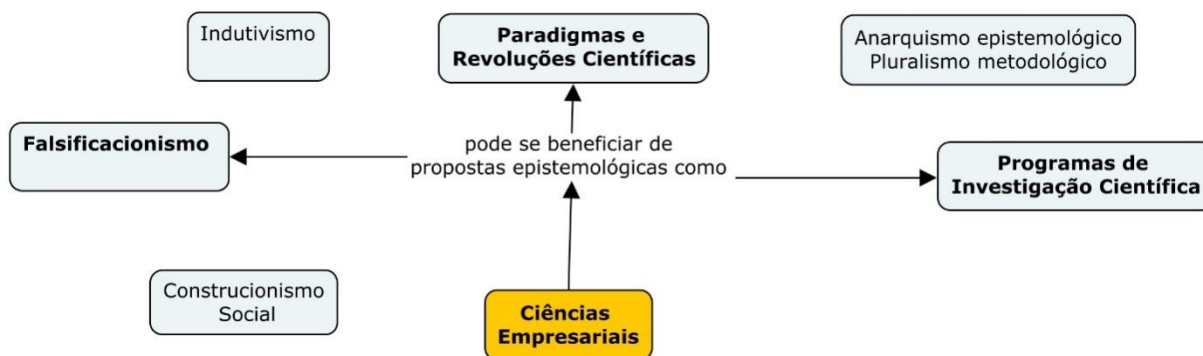 Indutivismo
Paradigmas e
Revoluções Científicas
Anarquismo epistemológico
Pluralismo metodológico
Falsificacionismo
pode se beneficiar de
propostas epistemológicas como
Programas de
Investigação Científica
Construcionismo
Social
Ciências
Empresariais